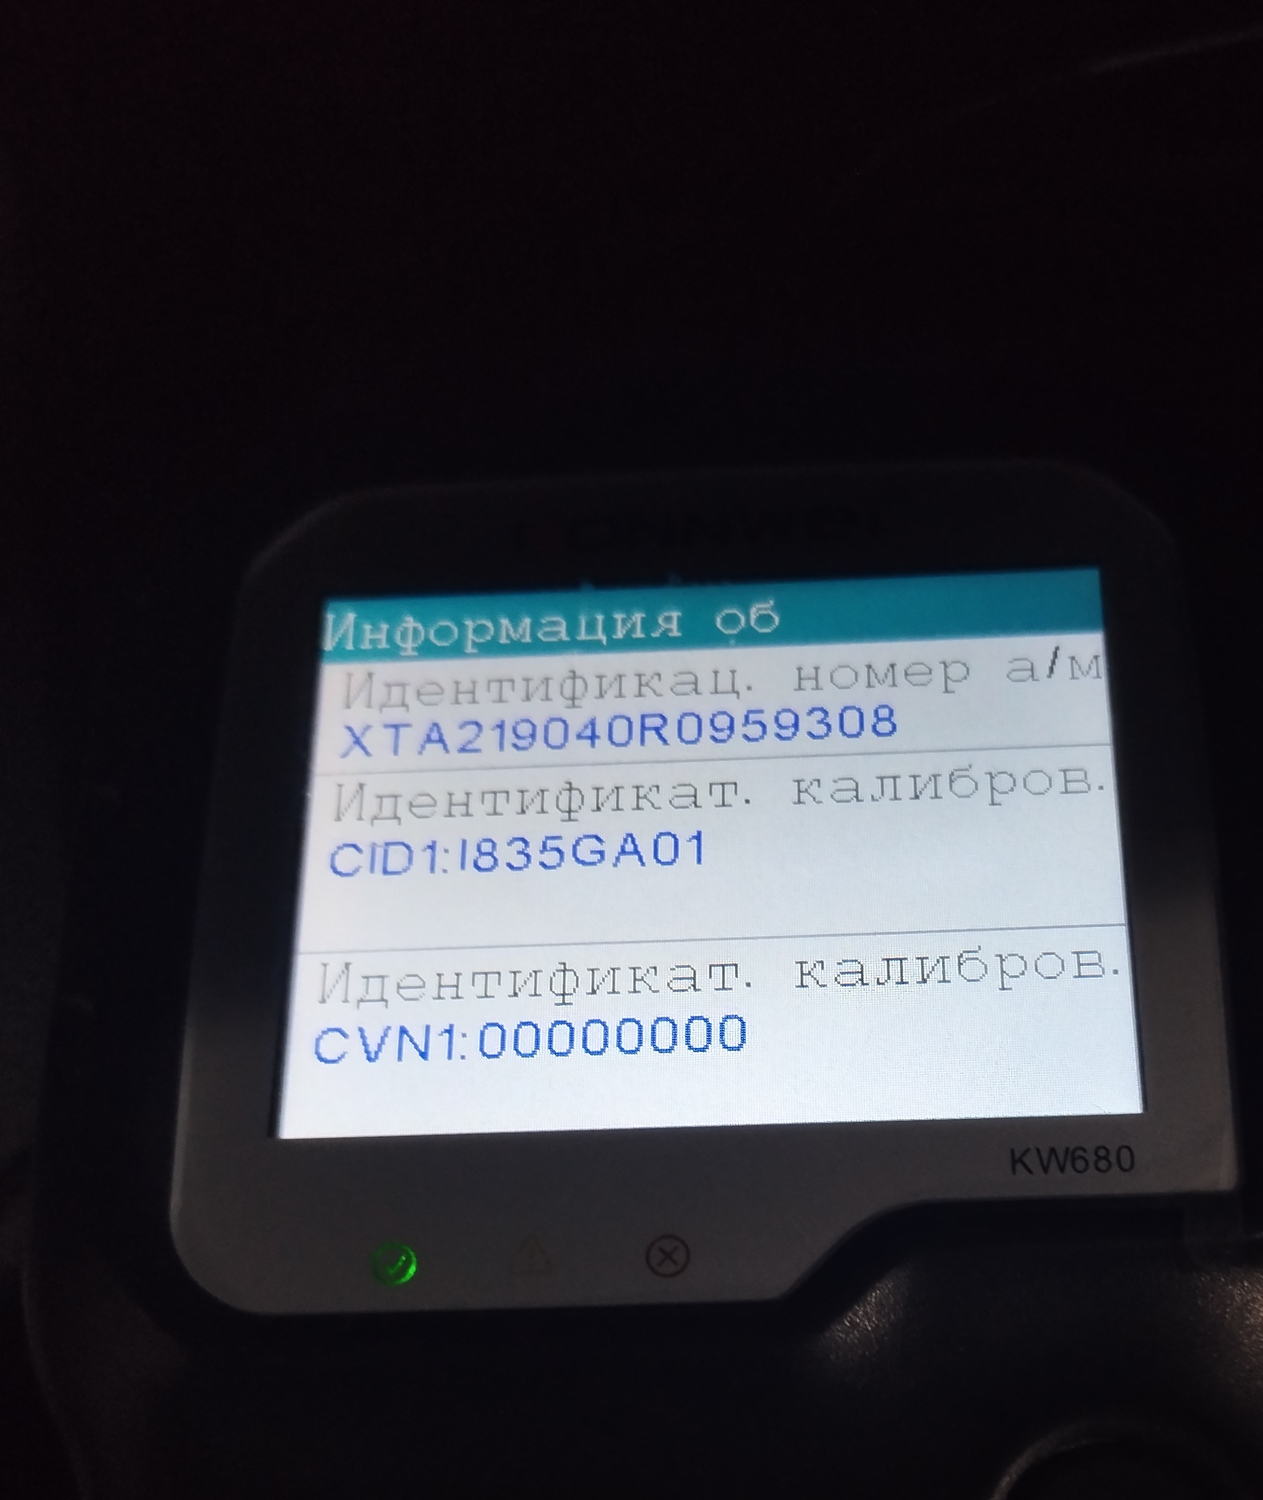 Информация об
Идентификац. номер а/м
XTA219040R0959308
Идентификат. калибров.
CID1:I835GA01
Идентификат. калибров.
CVN1:00000000
KW680